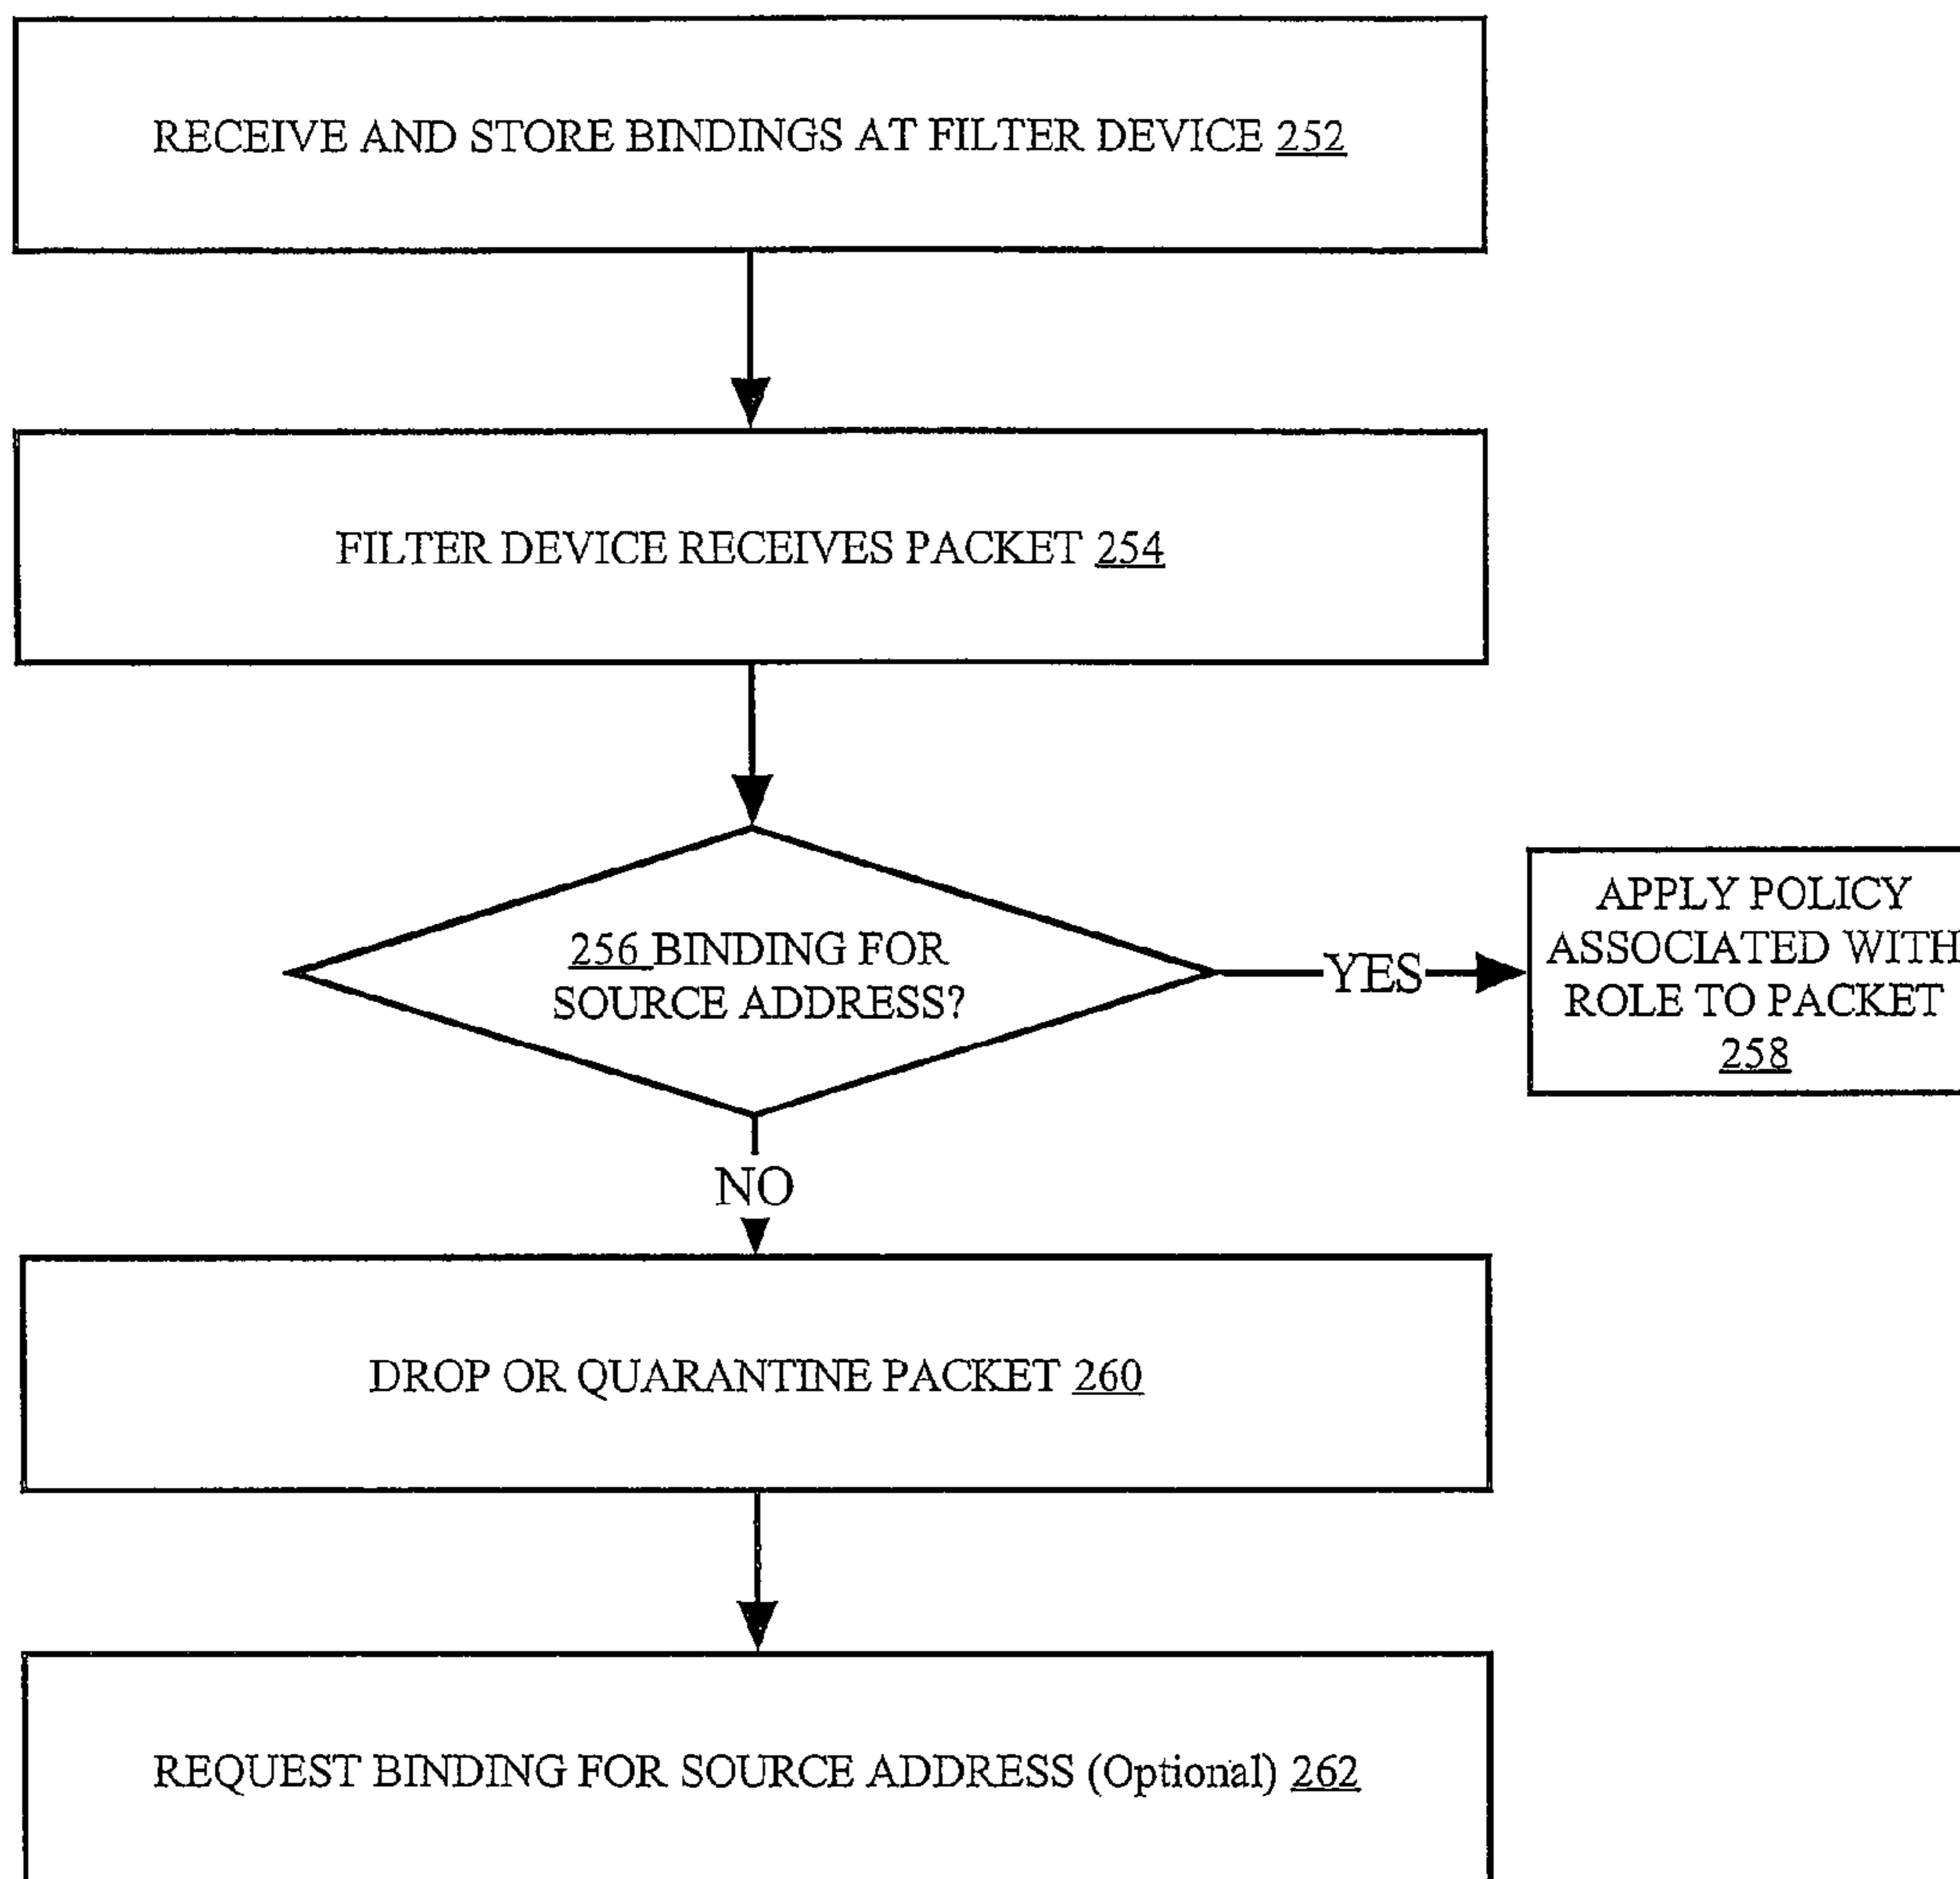 RECEIVE AND STORE BINDINGS AT FILTER DEVICE 252
FILTER DEVICE RECEIVES PACKET 254
256 BINDING FOR
SOURCE ADDRESS?
YES
APPLY POLICY
ASSOCIATED WITH
ROLE TO PACKET
258
NO
DROP OR QUARANTINE PACKET 260
REQUEST BINDING FOR SOURCE ADDRESS (Optional) 262